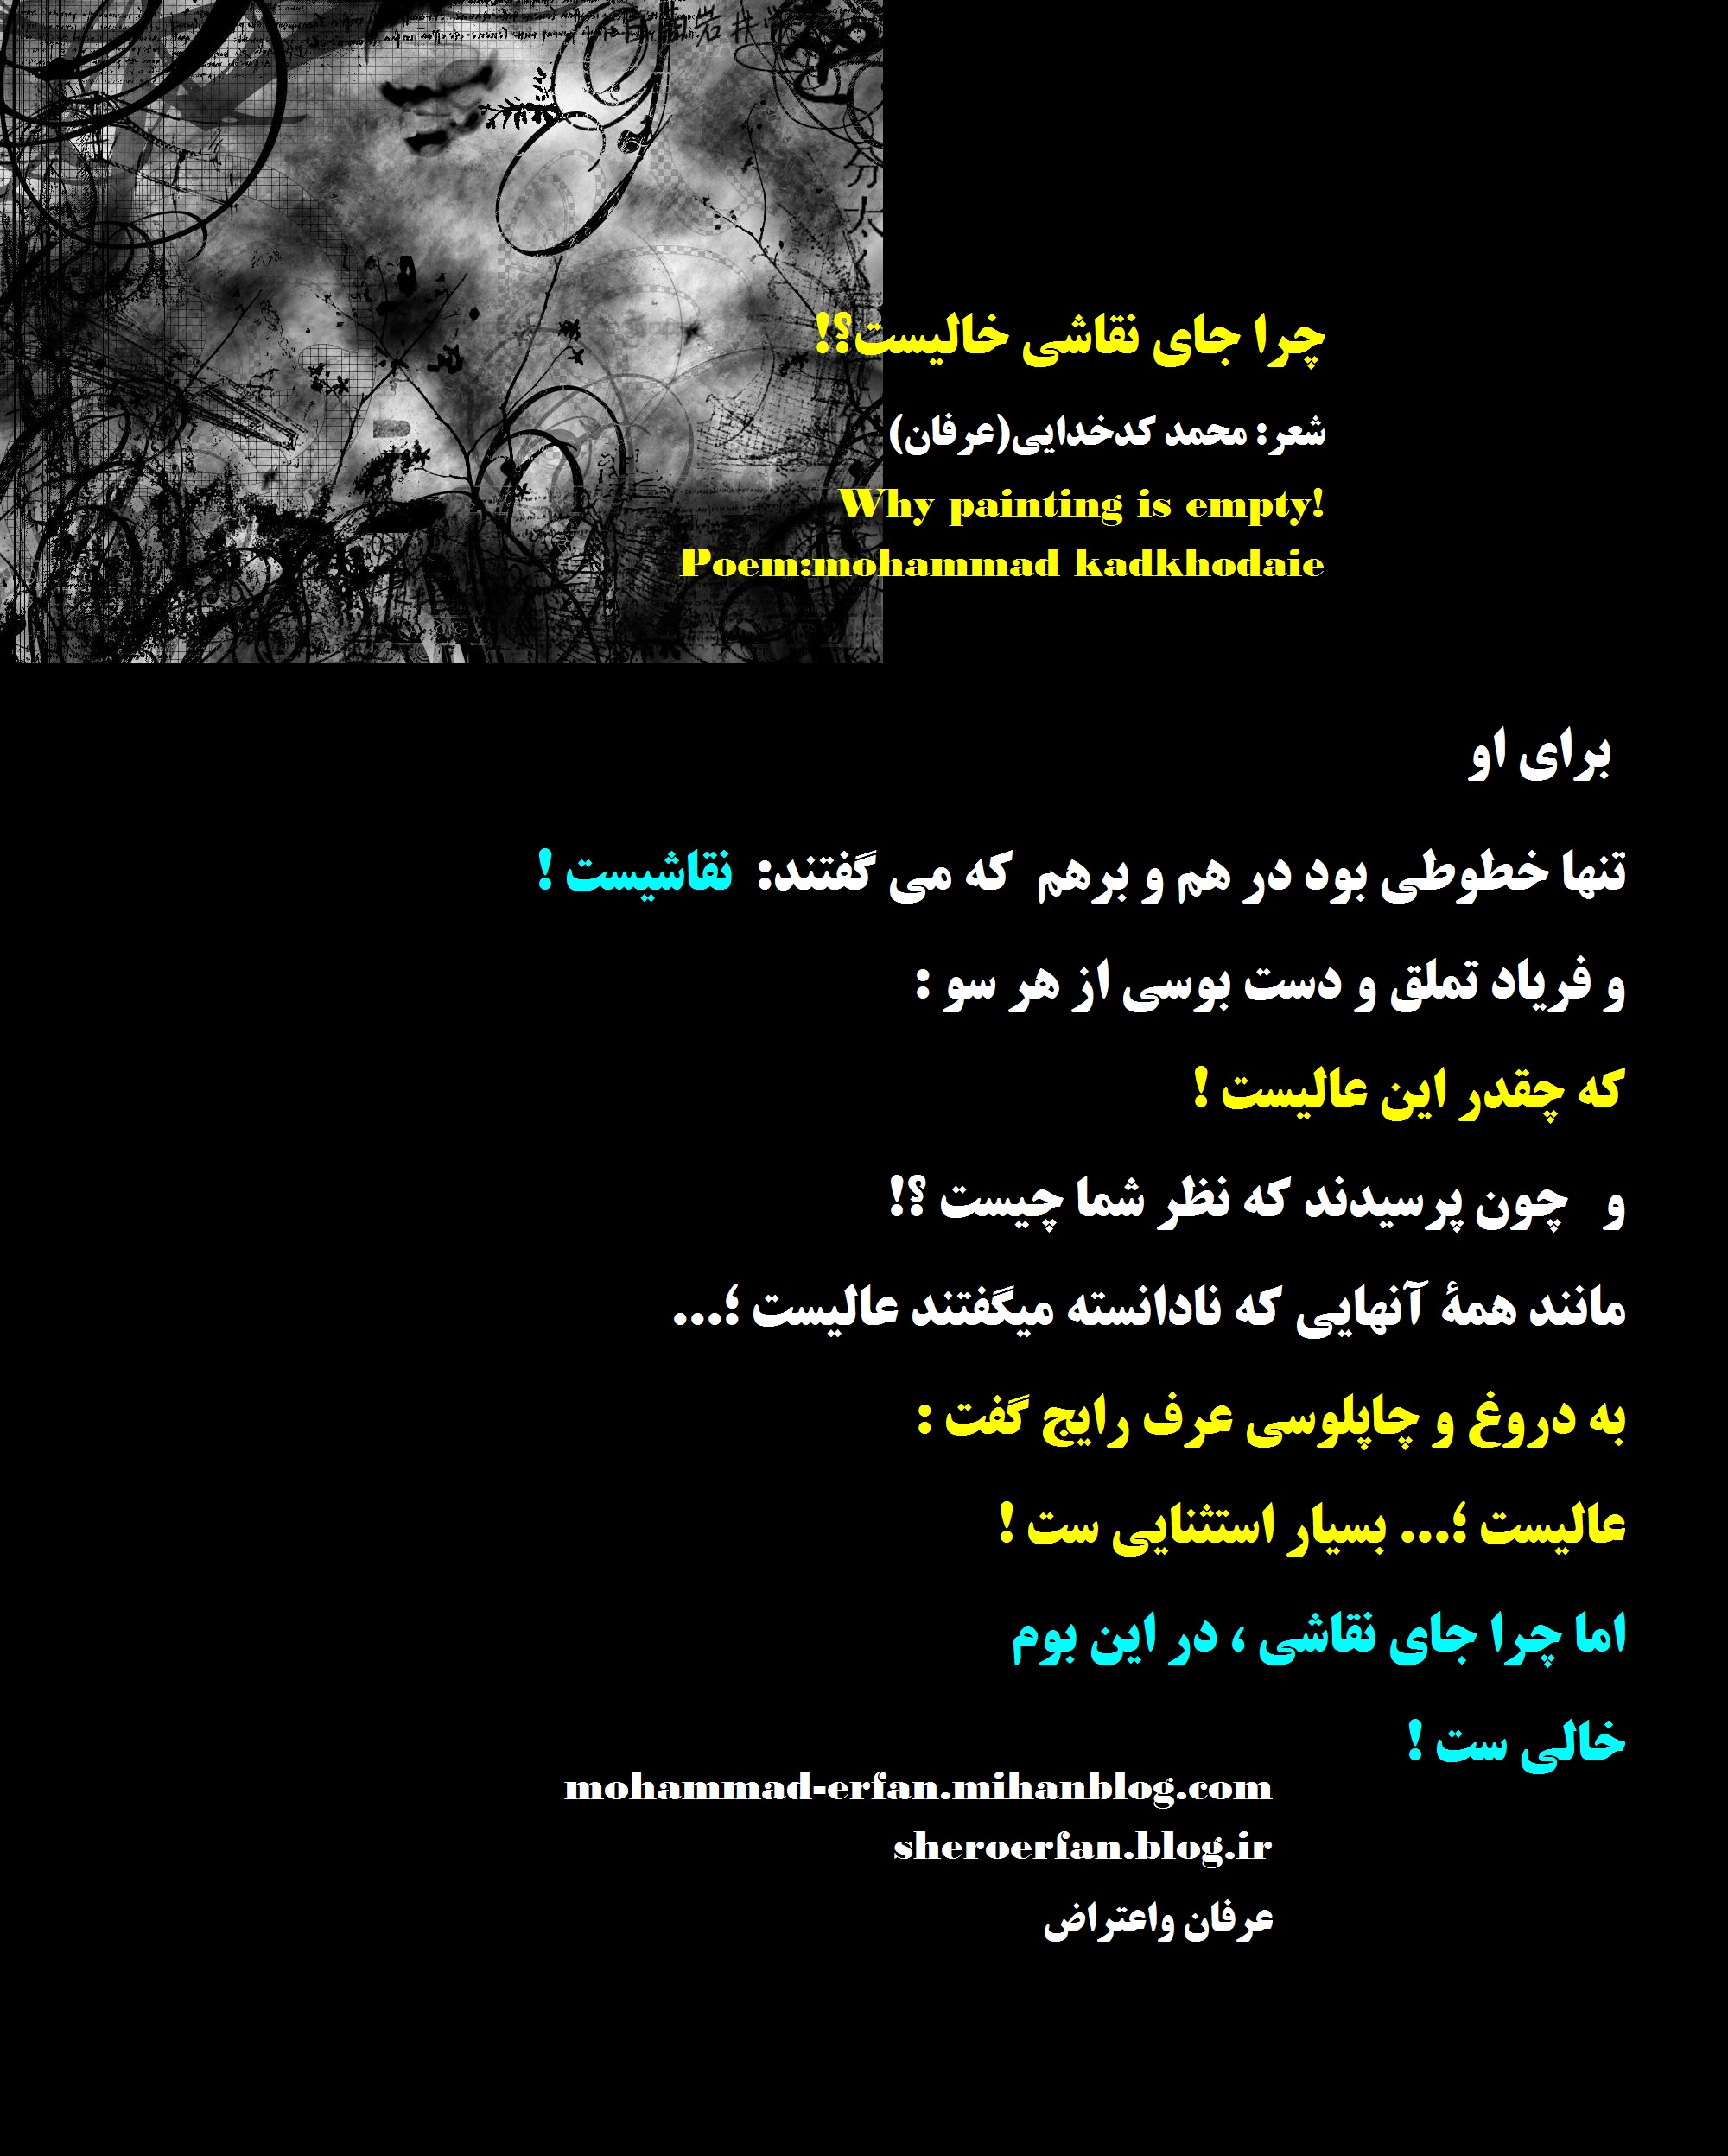 چرا جای نقاشی خالیست؟!
شعر: محمد کدخدایی(عرفان)
Why painting is empty!
Poem:mohammad kadkhodaie
برای او
تنها خطوطی بود در هم و برهم که می گفتند: نقاشیست !
و فریاد تملق و دست بوسی از هر سو :
که چقدر این عالیست !
و چون پرسیدند که نظر شما چیست ؟!
مانند همهٔ آنهایی که نادانسته میگفتند عالیست ؛...
به دروغ و چاپلوسی عرف رایج گفت :
عالیست ؛... بسیار استثنایی ست !
اما چرا جای نقاشی ، در این بوم
خالی ست !
mohammad-erfan.mihanblog.com
sheroerfan.blog.ir
عرفان واعتراض